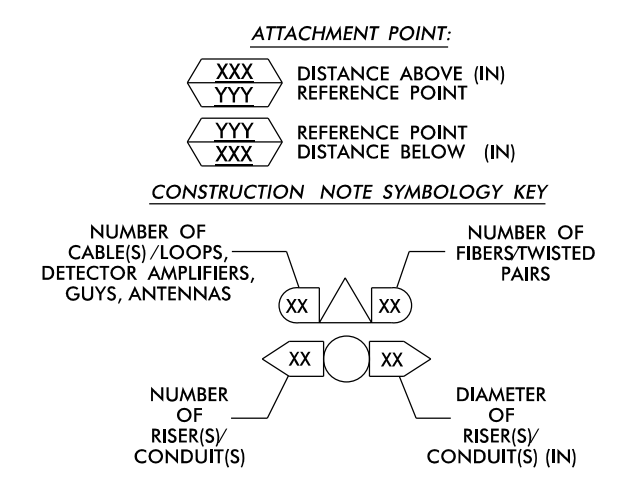 ATTACHMENT POINT:
XXX DISTANCE ABOVE (IN)
YYY REFERENCE POINT
YYY REFERENCE POINT
XXX DISTANCE BELOW (IN)
CONSTRUCTION NOTE SYMBOLOGY KEY
NUMBER OF
CABLE(S)/LOOPS,
DETECTOR AMPLIFIERS,
GUYS, ANTENNAS
NUMBER OF
FIBERS/TWISTED
PAIRS
XX XX
XX XX
NUMBER
OF
RISER(S)/
CONDUIT(S)
DIAMETER
OF
RISER(S)/
CONDUIT(S) (IN)